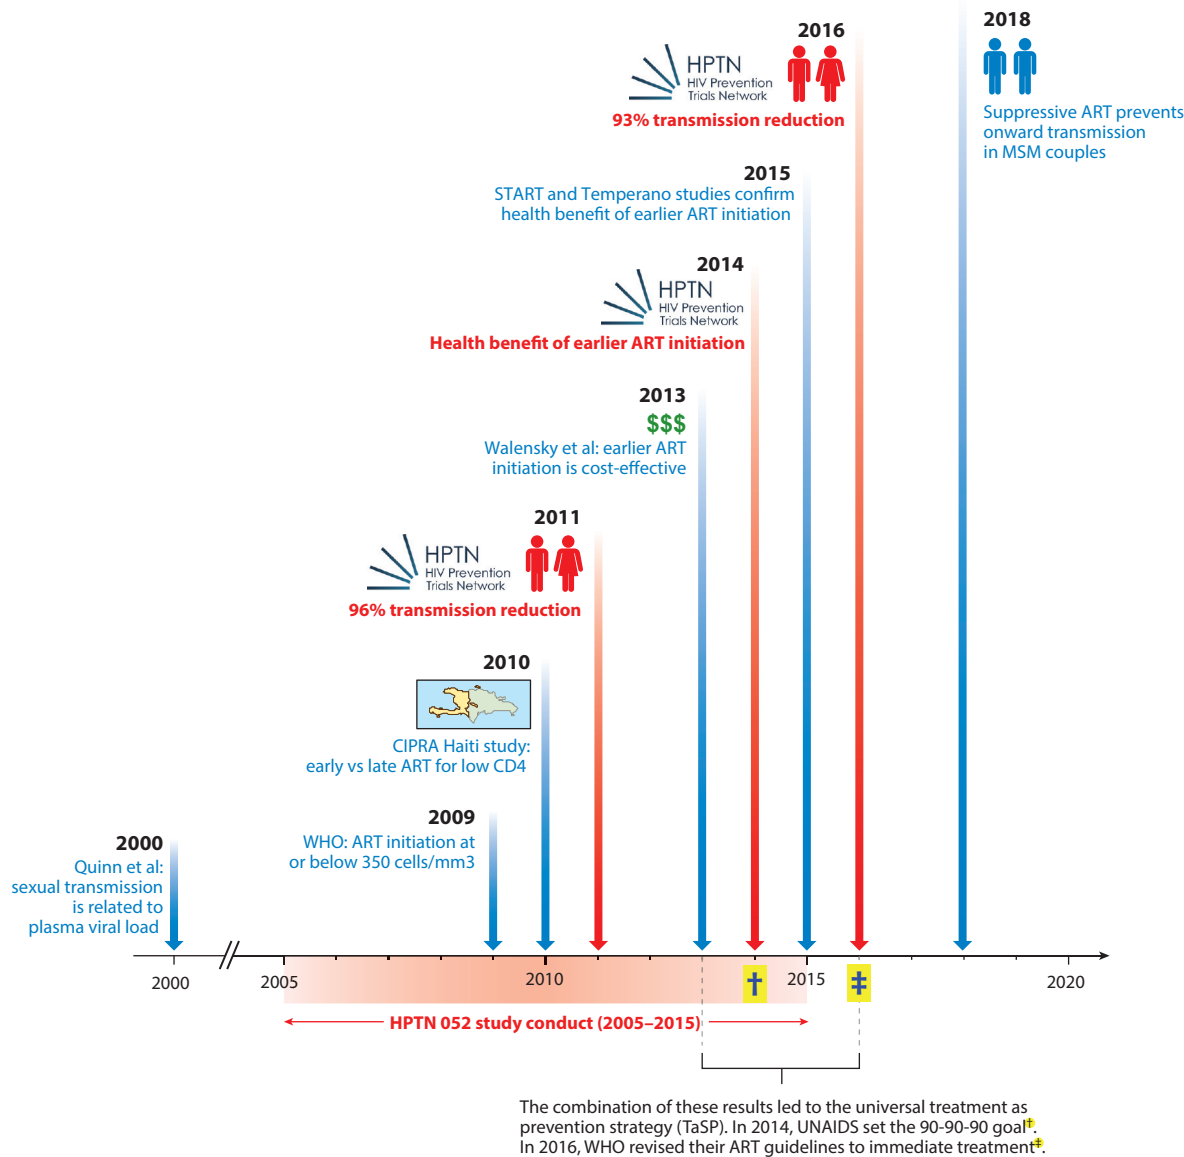 2018
Suppressive ART prevents
onward transmission
in MSM couples
2016
HPTN
HIV Prevention
Trials Network
93% transmission reduction
2015
START and Temperano studies confirm
health benefit of earlier ART initiation
2014
HPTN
HIV Prevention
Trials Network
Health benefit of earlier ART initiation
2013
$$$
Walensky et al: earlier ART
initiation is cost-effective
2011
HPTN
HIV Prevention
Trials Network
96% transmission reduction
2010
CIPRA Haiti study:
early vs late ART for low CD4
2009
WHO: ART initiation at
or below 350 cells/mm3
2000
Quinn et al:
sexual transmission
is related to
plasma viral load
2000 2005 2010 † 2015 ‡ 2020
HPTN 052 study conduct (2005–2015)
The combination of these results led to the universal treatment as
prevention strategy (TaSP). In 2014, UNAIDS set the 90-90-90 goal†.
In 2016, WHO revised their ART guidelines to immediate treatment‡.